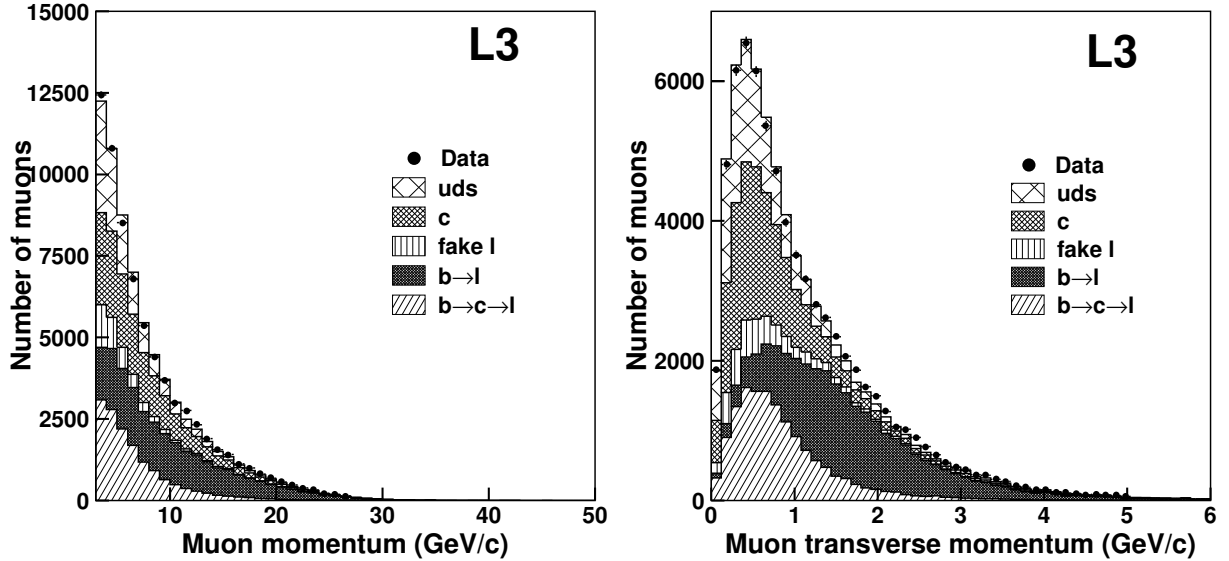 15000
12500
10000
7500
5000
2500
0
Number of muons
L3
Data
uds
c
fake l
b→l
b→c→l
10 20 30 40 50
Muon momentum (GeV/c)
6000
4000
2000
0
Number of muons
L3
Data
uds
c
fake l
b→l
b→c→l
0 1 2 3 4 5 6
Muon transverse momentum (GeV/c)